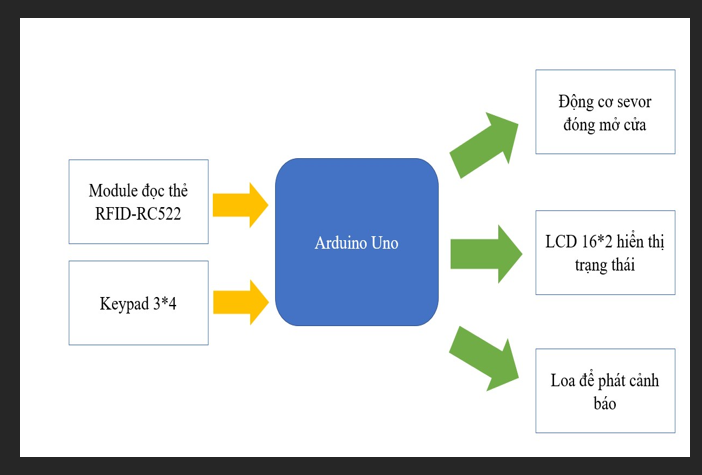 Module đọc thẻ
RFID-RC522
Keypad 3*4
Arduino Uno
Động cơ sevor
đóng mở cửa
LCD 16*2 hiển thị
trạng thái
Loa để phát cảnh
báo